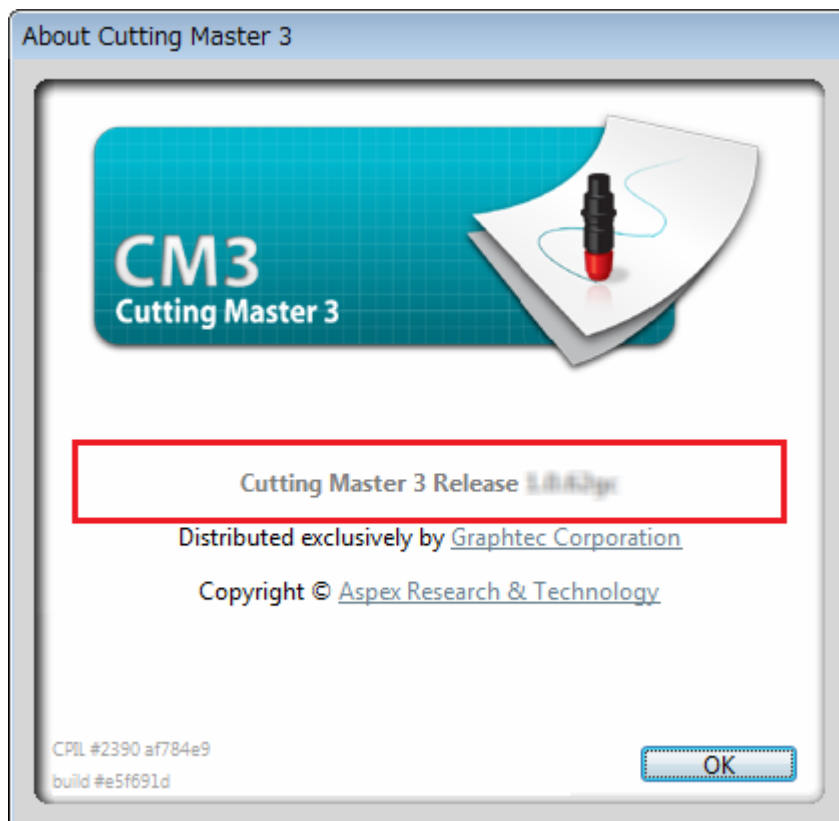 About Cutting Master 3
CM3
Cutting Master 3
Cutting Master 3 Release
Distributed exclusively by Graphtec Corporation
Copyright © Aspex Research & Technology
CPIL #2390 af784e9
build #e5f691d
OK